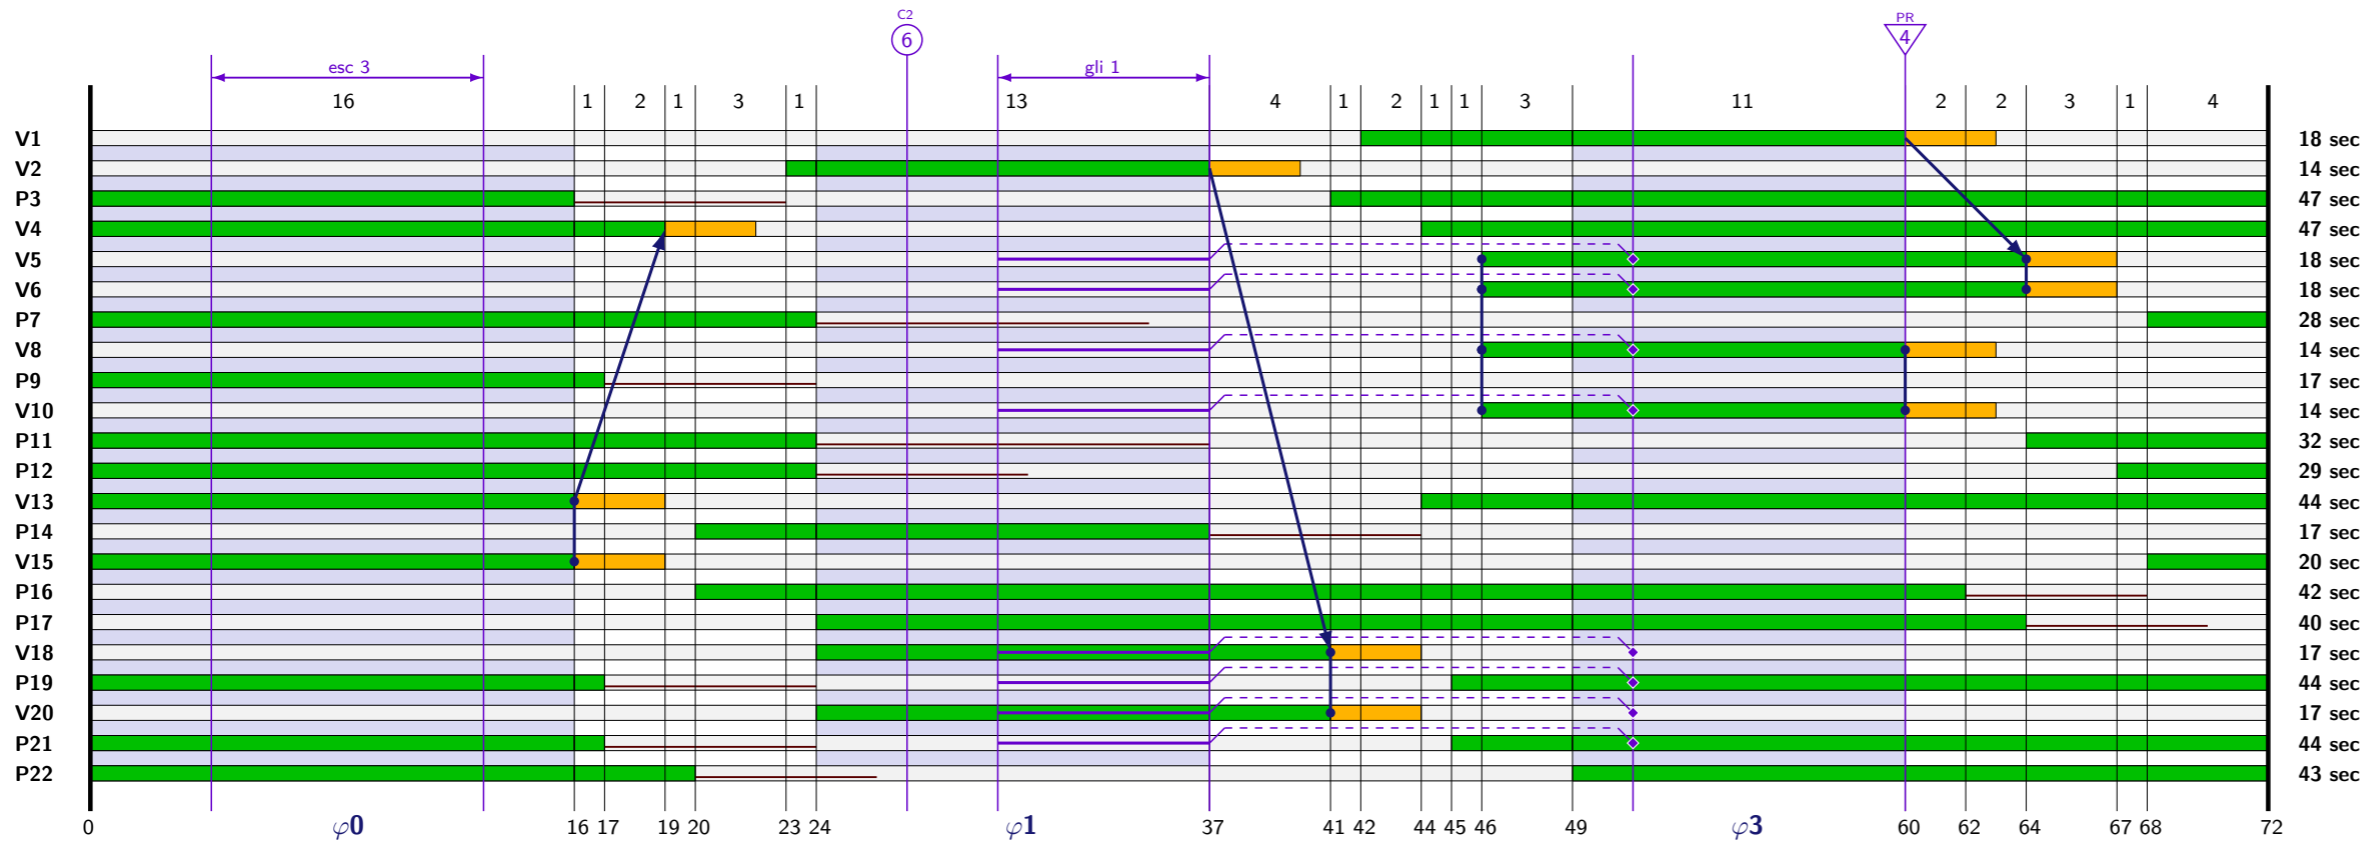 C2 PR
6 4
esc 3 gli 1
16 1 2 1 3 1 13 4 1 2 1 1 3 11 2 2 3 1 4
V1 18 sec
V2 14 sec
P3 47 sec
V4 47 sec
V5 18 sec
V6 18 sec
P7 28 sec
V8 14 sec
P9 17 sec
V10 14 sec
P11 32 sec
P12 29 sec
V13 44 sec
P14 17 sec
V15 20 sec
P16 42 sec
P17 40 sec
V18 17 sec
P19 44 sec
V20 17 sec
P21 44 sec
P22 43 sec
0 φ0 16 17 19 20 23 24 φ1 37 41 42 44 45 46 49 φ3 60 62 64 67 68 72